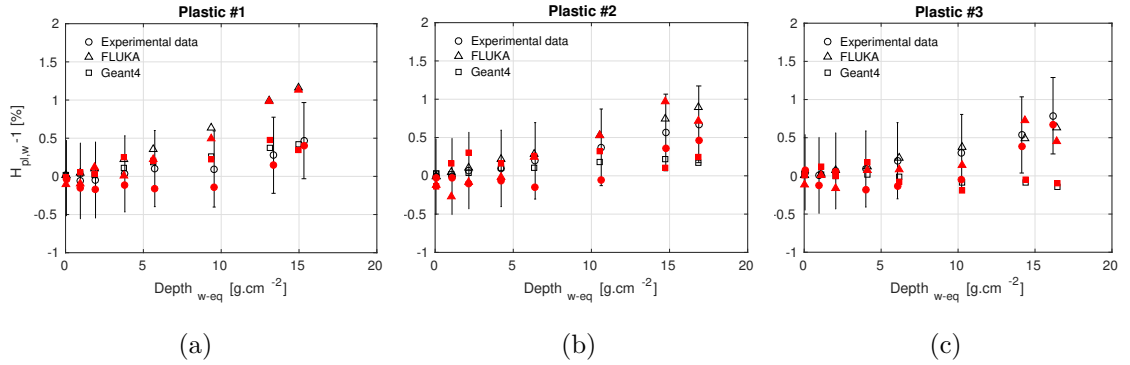 Plastic #1
H pl,w -1 [%]
2
1.5
1
0.5
0
-0.5
-1
Experimental data
FLUKA
Geant4
0 5 10 15 20
Depth w-eq [g.cm -2]
(a)
Plastic #2
2
1.5
1
0.5
0
-0.5
-1
Experimental data
FLUKA
Geant4
0 5 10 15 20
Depth w-eq [g.cm -2]
(b)
Plastic #3
2
1.5
1
0.5
0
-0.5
-1
Experimental data
FLUKA
Geant4
0 5 10 15 20
Depth w-eq [g.cm -2]
(c)